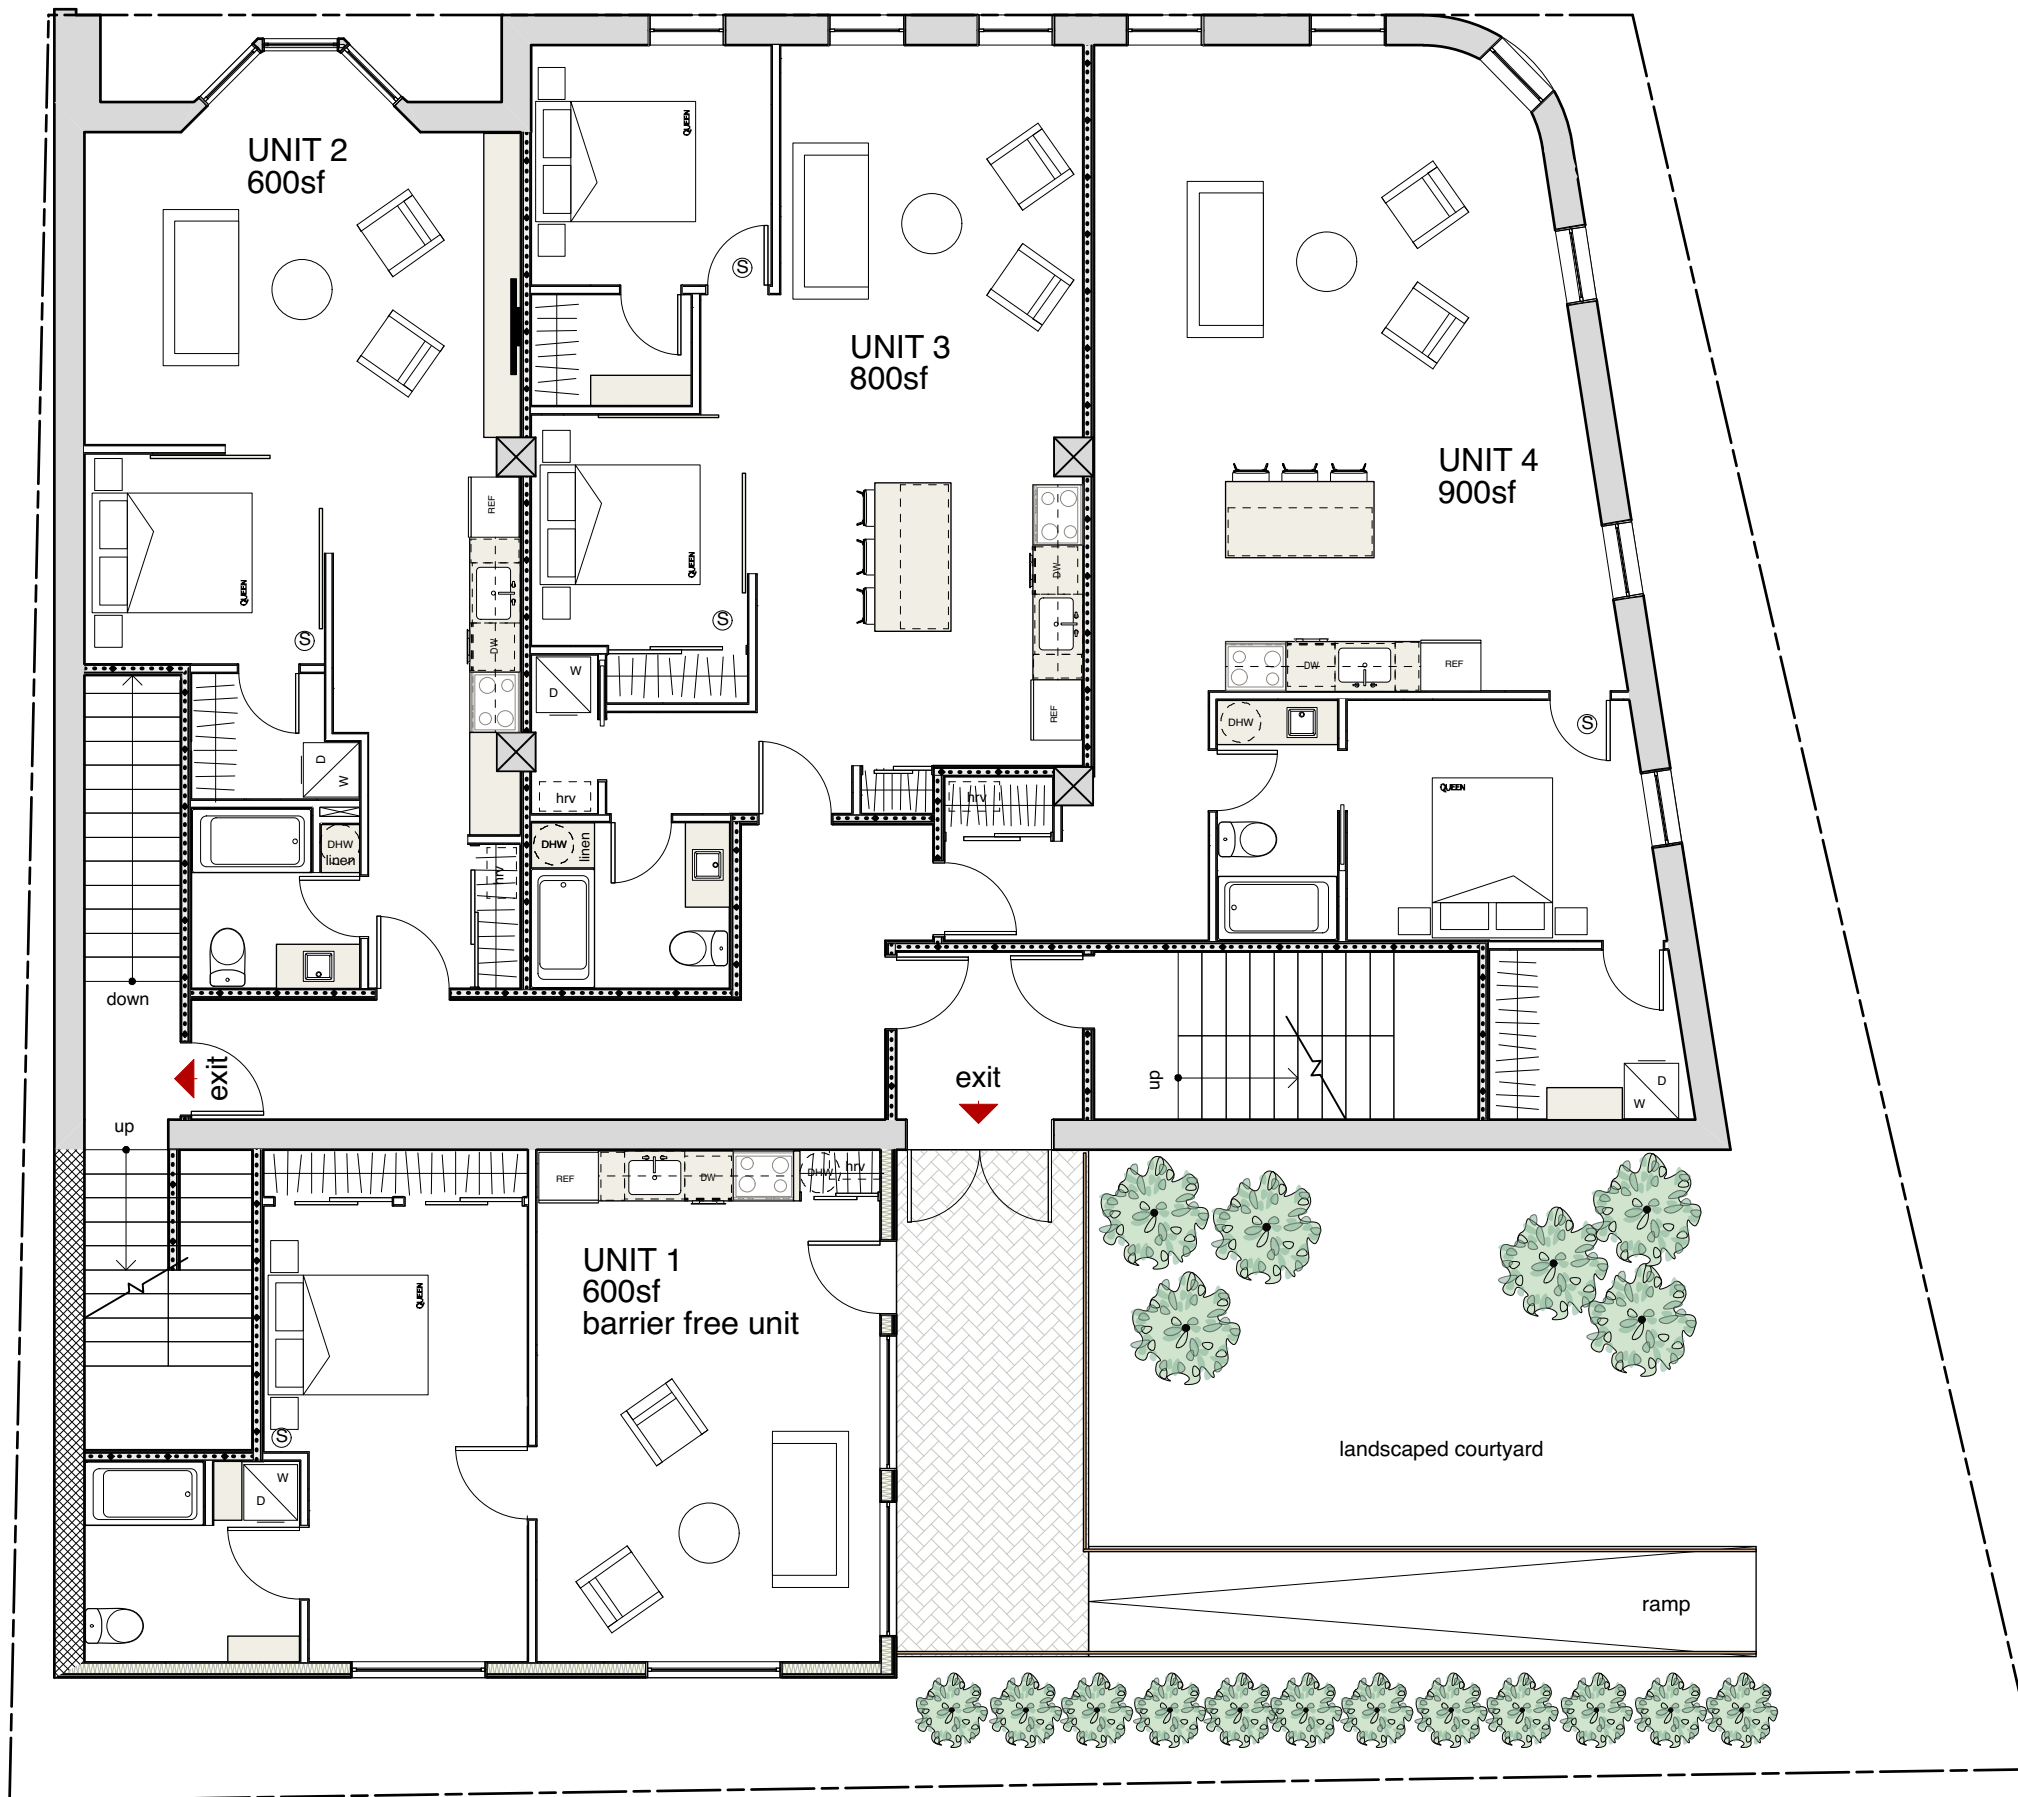 UNIT 2
600sf
QUEEN
S
UNIT 3
800sf
UNIT 4
900sf
REF
DW
QUEEN
S
D
W
DHW
linen
hrv
QUEEN
S
W
D
hrv
DHW
linen
DW
REF
hrv
DW
REF
DHW
S
QUEEN
down
exit
exit
up
D
W
up
REF
DW
DHW
hrv
UNIT 1
600sf
barrier free unit
QUEEN
S
W
D
landscaped courtyard
ramp